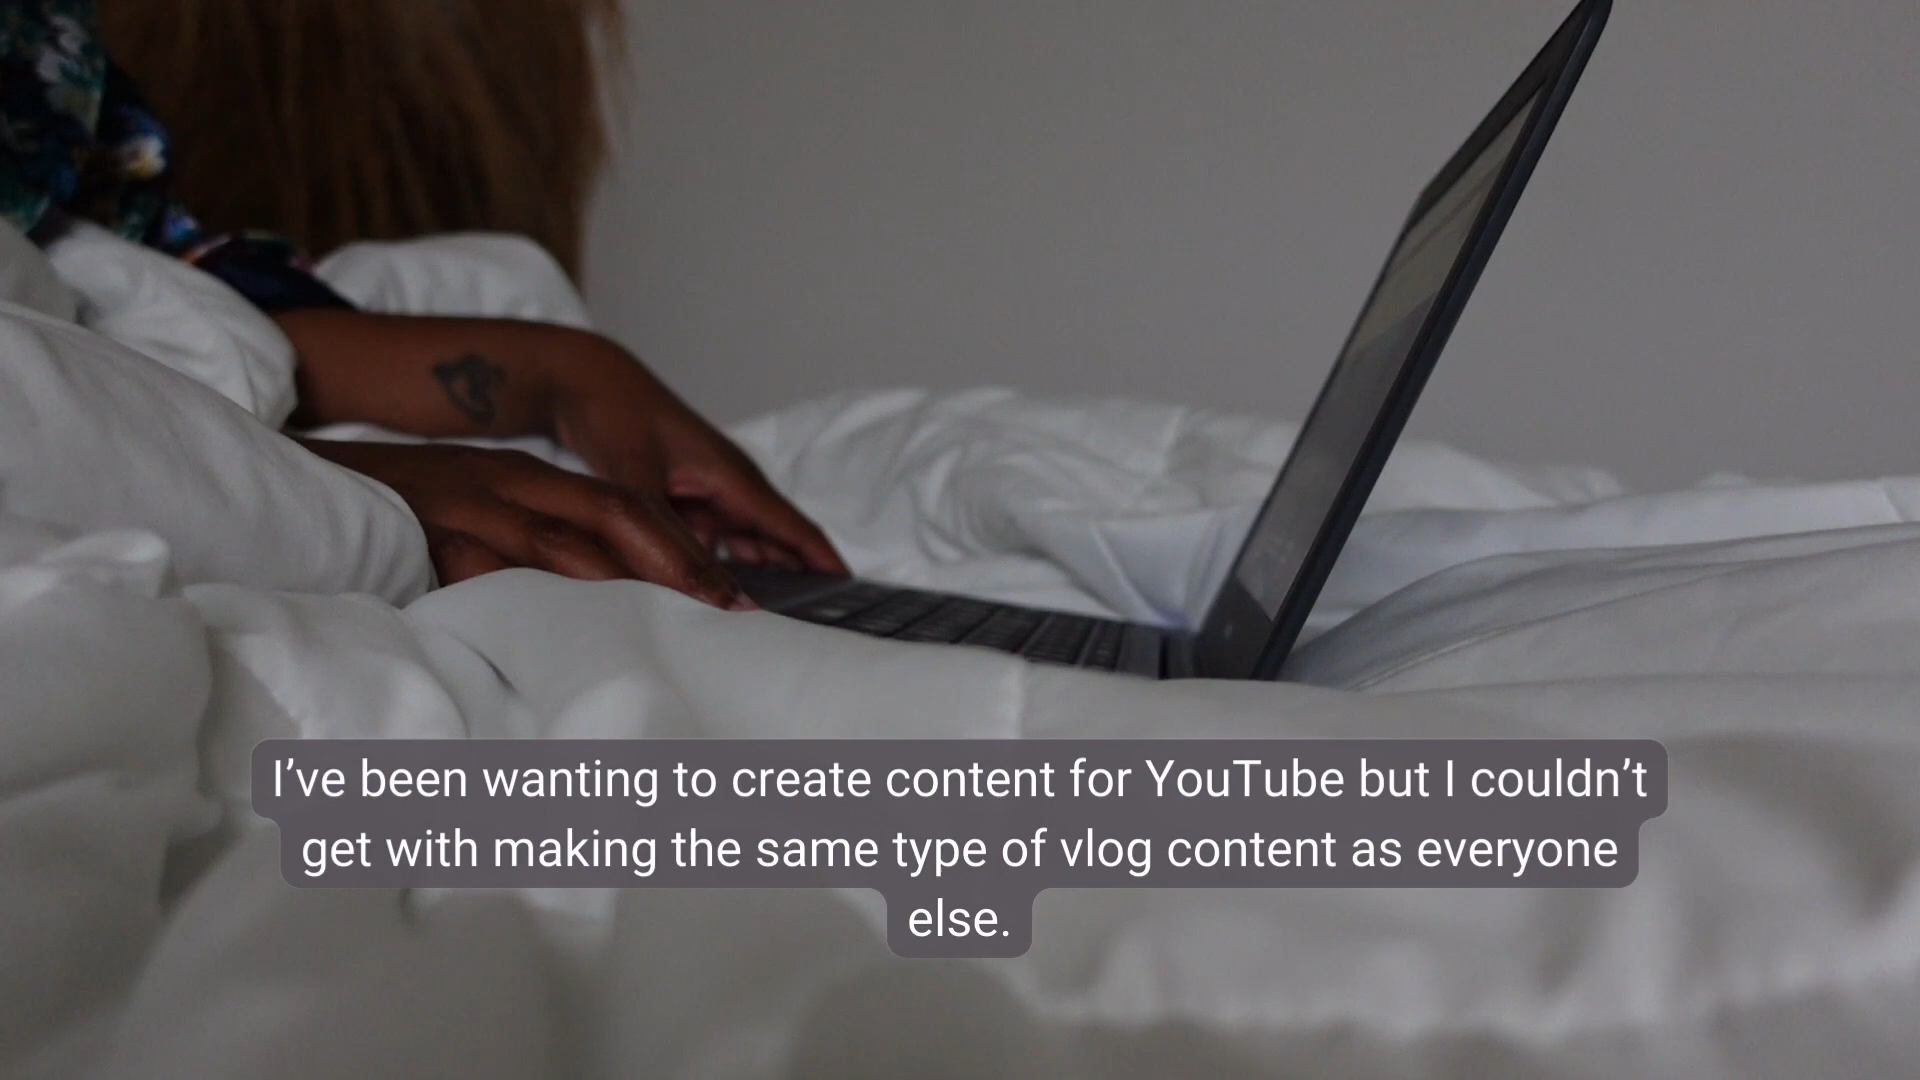 I’ve been wanting to create content for YouTube but I couldn’t
get with making the same type of vlog content as everyone
else.